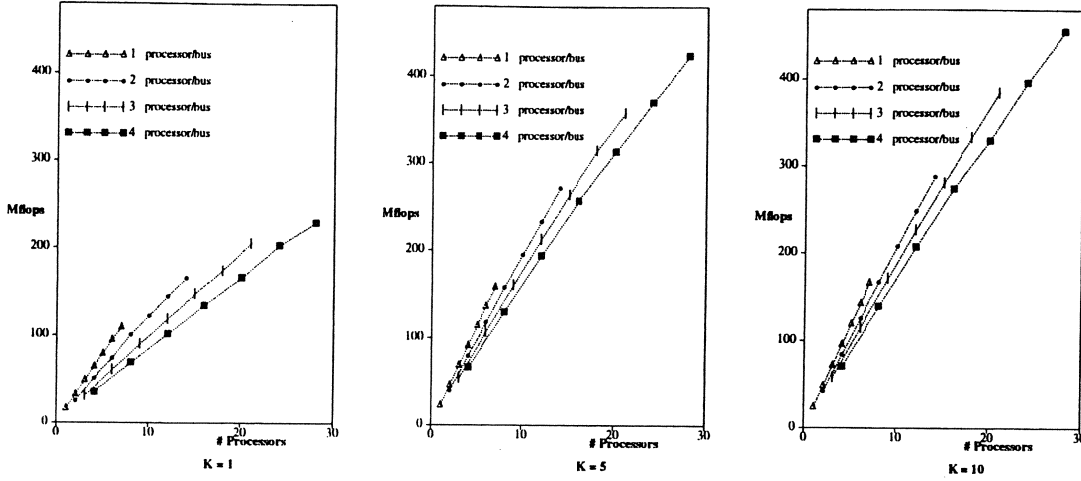 1 processor/bus
2 processor/bus
3 processor/bus
4 processor/bus
400
300
Mflops
200
100
0
0 10 20 30
# Processors
K = 1
1 processor/bus
2 processor/bus
3 processor/bus
4 processor/bus
400
300
Mflops
200
100
0
0 10 20 30
# Processors
K = 5
1 processor/bus
2 processor/bus
3 processor/bus
4 processor/bus
400
300
Mflops
200
100
0
0 10 20 30
# Processors
K = 10